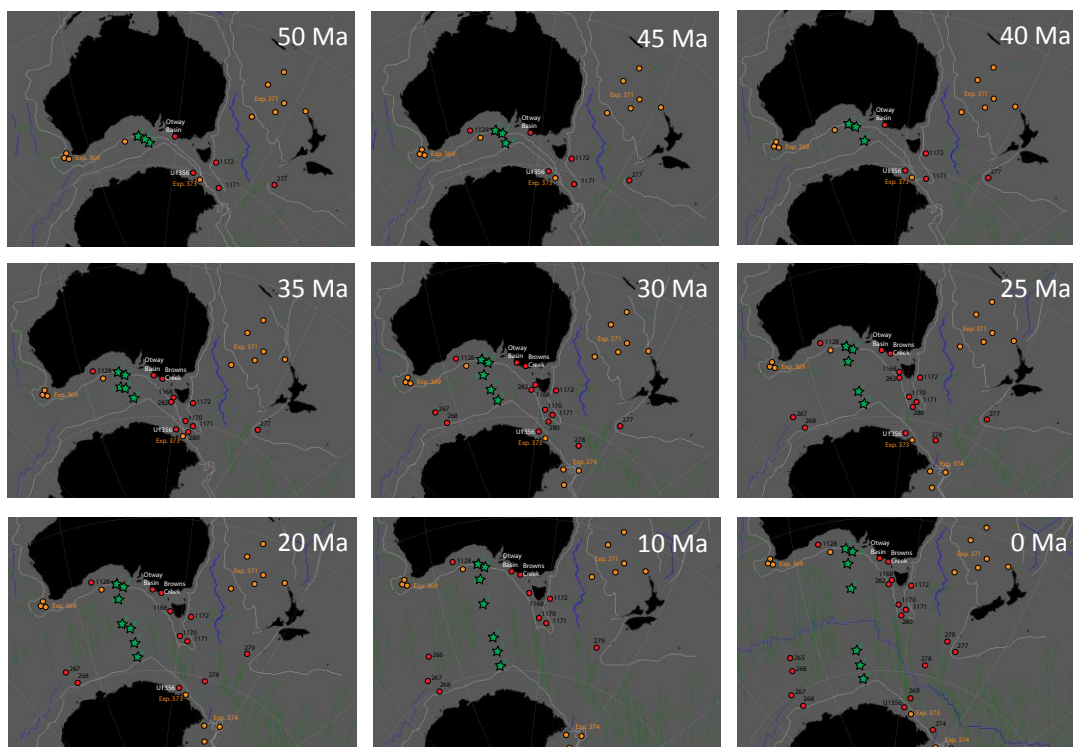 50 Ma
Exp. 371
Otway
Basin
Exp. 369
1172
U1356
Exp. 373
1171
277
45 Ma
Exp. 371
1128
Otway
Basin
Exp. 369
1172
U1356
Exp. 373
1171
277
40 Ma
Exp. 371
Otway
Basin
Exp. 369
1172
U1356
Exp. 373
1171
277
35 Ma
Exp. 371
Otway
Basin
Browns
Creek
1128
Exp. 369
1168
282
1172
1170
1171
U1356
Exp. 373
280
277
30 Ma
Exp. 371
Otway
Basin
Browns
Creek
1128
Exp. 369
282
1168
1172
267
268
1170
1171
280
277
U1356
Exp. 373
278
Exp. 374
25 Ma
Exp. 371
1128
Otway
Basin
Browns
Creek
Exp. 369
1168
282
1172
267
268
1170
1171
280
277
U1356
Exp. 373
278
Exp. 374
20 Ma
Exp. 371
1128
Otway
Basin
Browns
Creek
Exp. 369
1168
1172
1170
1171
279
267
268
278
U1356
Exp. 373
Exp. 374
10 Ma
Exp. 371
1128
Otway
Basin
Browns
Creek
Exp. 369
1168
1172
1170
1171
266
279
267
268
Exp. 374
0 Ma
1128
Otway
Basin
Browns
Creek
Exp. 371
Exp. 369
1168
282
1172
1170
1171
280
279
277
265
266
278
267
268
269
U1356
Exp. 373
274
Exp. 374